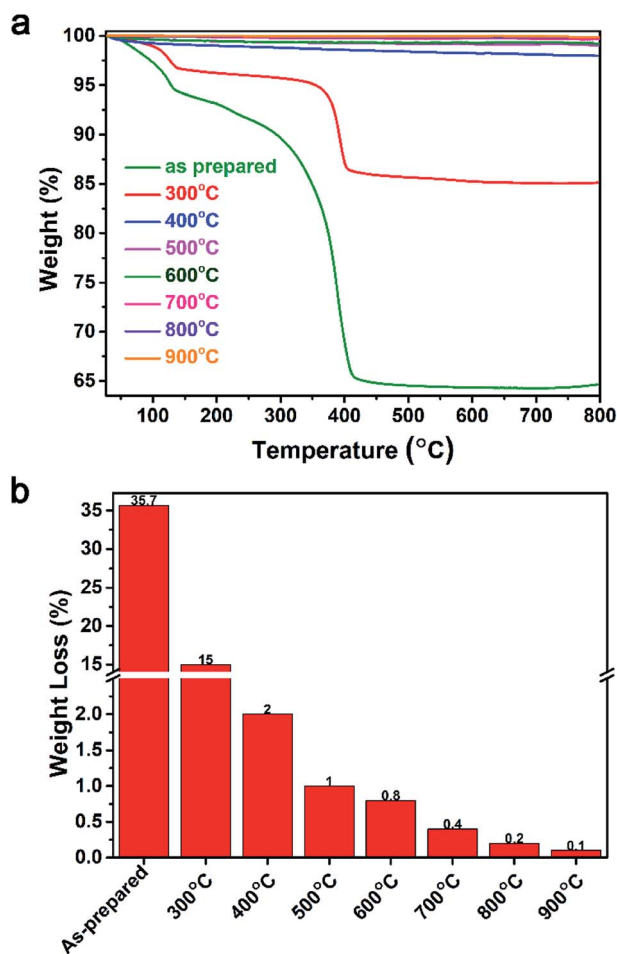 a
100
95
90
85
80
75
70
65
Weight (%)
as prepared
300°C
400°C
500°C
600°C
700°C
800°C
900°C
100 200 300 400 500 600 700 800
Temperature (°C)
b
35
30
25
20
15
2.0
1.5
1.0
0.5
0.0
Weight Loss (%)
35.7
15
2
1
0.8
0.4
0.2
0.1
As-prepared 300°C 400°C 500°C 600°C 700°C 800°C 900°C